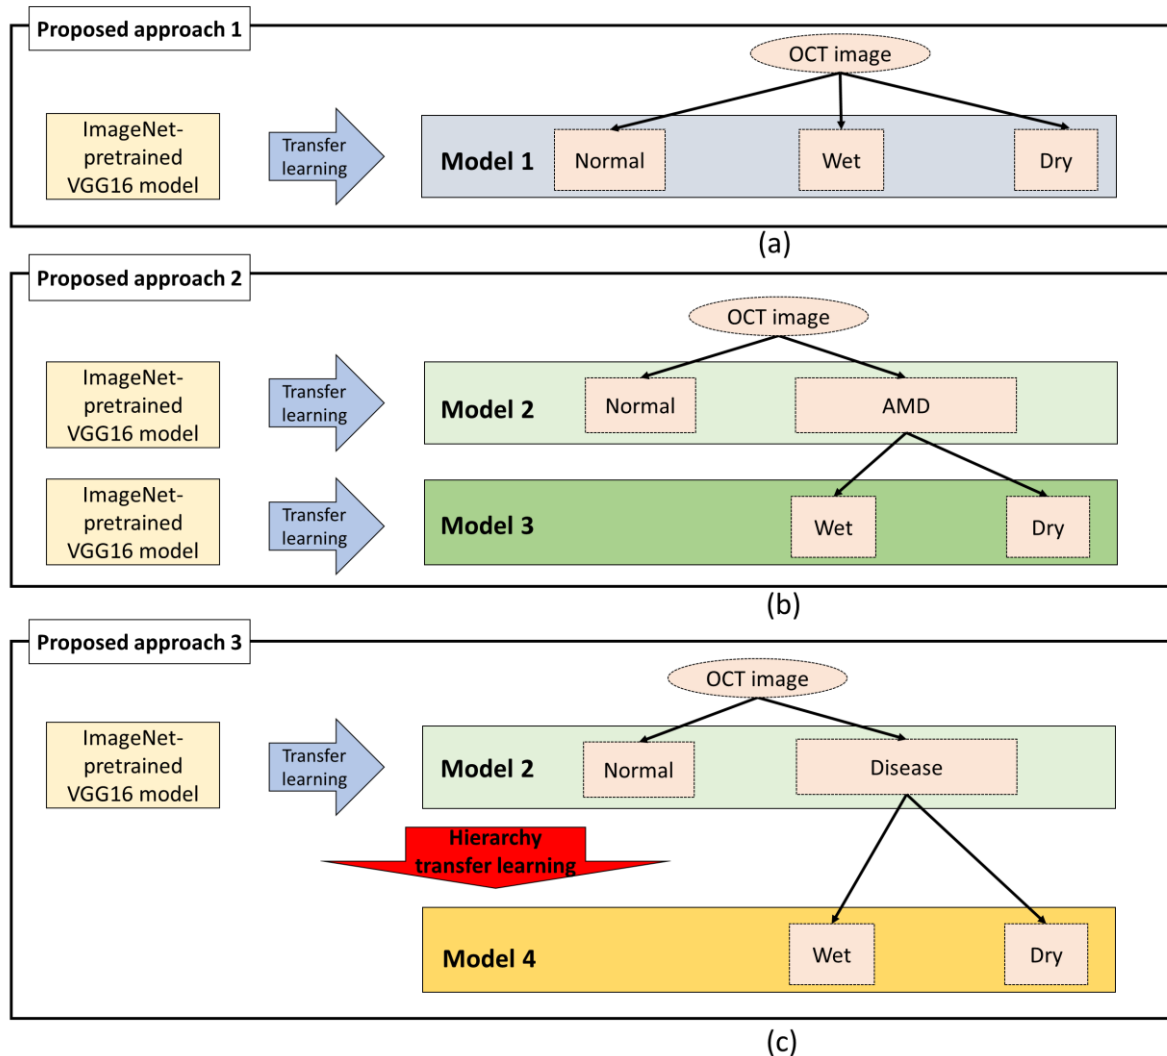 Proposed approach 1
OCT image
ImageNet-
pretrained
VGG16 model
Transfer
learning
Model 1
Normal
Wet
Dry
(a)
Proposed approach 2
OCT image
ImageNet-
pretrained
VGG16 model
Transfer
learning
Model 2
Normal
AMD
ImageNet-
pretrained
VGG16 model
Transfer
learning
Model 3
Wet
Dry
(b)
Proposed approach 3
OCT image
ImageNet-
pretrained
VGG16 model
Transfer
learning
Model 2
Normal
Disease
Hierarchy
transfer learning
Model 4
Wet
Dry
(c)